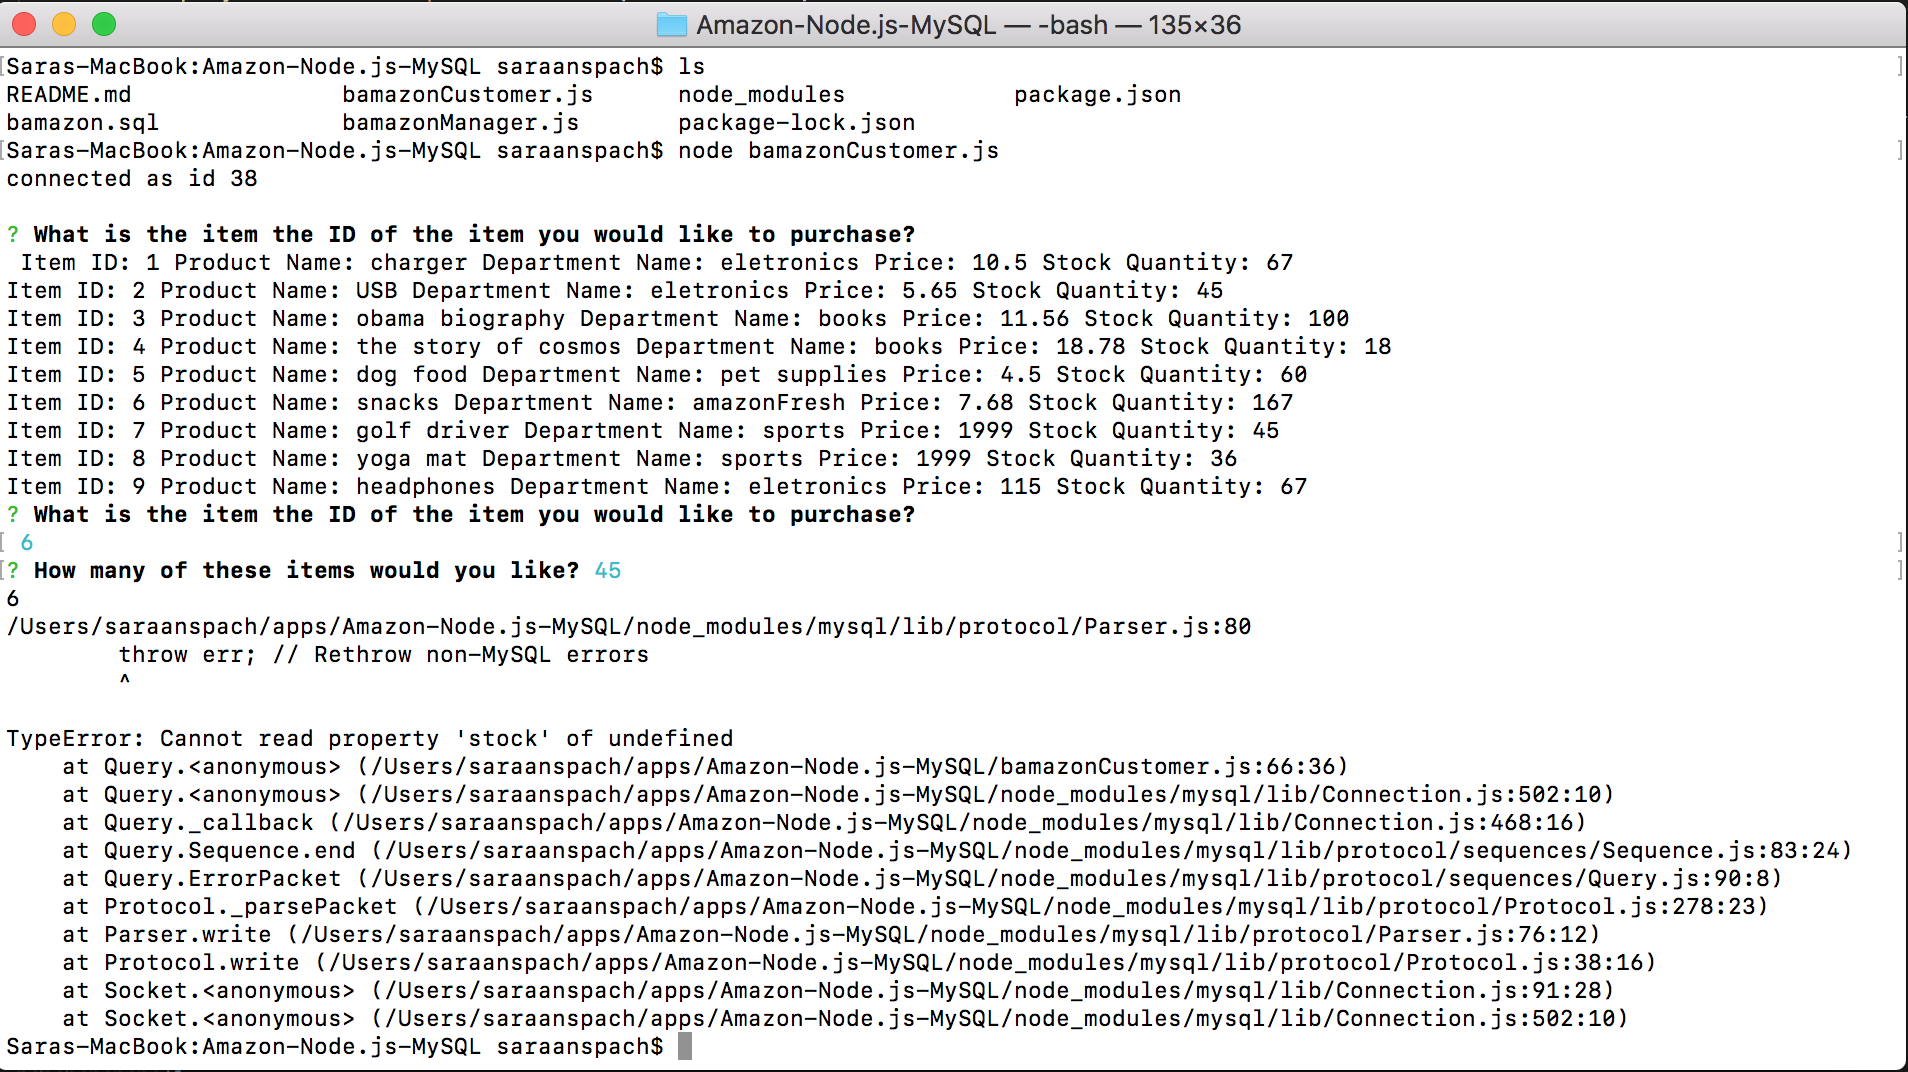 Amazon-Node.js-MySQL — -bash — 135×36
Saras-MacBook:Amazon-Node.js-MySQL saraanspach$ ls
README.md bamazonCustomer.js node_modules package.json
bamazon.sql bamazonManager.js package-lock.json
Saras-MacBook:Amazon-Node.js-MySQL saraanspach$ node bamazonCustomer.js
connected as id 38
? What is the item the ID of the item you would like to purchase?
Item ID: 1 Product Name: charger Department Name: eletronics Price: 10.5 Stock Quantity: 67
Item ID: 2 Product Name: USB Department Name: eletronics Price: 5.65 Stock Quantity: 45
Item ID: 3 Product Name: obama biography Department Name: books Price: 11.56 Stock Quantity: 100
Item ID: 4 Product Name: the story of cosmos Department Name: books Price: 18.78 Stock Quantity: 18
Item ID: 5 Product Name: dog food Department Name: pet supplies Price: 4.5 Stock Quantity: 60
Item ID: 6 Product Name: snacks Department Name: amazonFresh Price: 7.68 Stock Quantity: 167
Item ID: 7 Product Name: golf driver Department Name: sports Price: 1999 Stock Quantity: 45
Item ID: 8 Product Name: yoga mat Department Name: sports Price: 1999 Stock Quantity: 36
Item ID: 9 Product Name: headphones Department Name: eletronics Price: 115 Stock Quantity: 67
? What is the item the ID of the item you would like to purchase?
6
? How many of these items would you like? 45
6
/Users/saraanspach/apps/Amazon-Node.js-MySQL/node_modules/mysql/lib/protocol/Parser.js:80
throw err; // Rethrow non-MySQL errors
^
TypeError: Cannot read property 'stock' of undefined
at Query.<anonymous> (/Users/saraanspach/apps/Amazon-Node.js-MySQL/bamazonCustomer.js:66:36)
at Query.<anonymous> (/Users/saraanspach/apps/Amazon-Node.js-MySQL/node_modules/mysql/lib/Connection.js:502:10)
at Query._callback (/Users/saraanspach/apps/Amazon-Node.js-MySQL/node_modules/mysql/lib/Connection.js:468:16)
at Query.Sequence.end (/Users/saraanspach/apps/Amazon-Node.js-MySQL/node_modules/mysql/lib/protocol/sequences/Sequence.js:83:24)
at Query.ErrorPacket (/Users/saraanspach/apps/Amazon-Node.js-MySQL/node_modules/mysql/lib/protocol/sequences/Query.js:90:8)
at Protocol._parsePacket (/Users/saraanspach/apps/Amazon-Node.js-MySQL/node_modules/mysql/lib/protocol/Protocol.js:278:23)
at Parser.write (/Users/saraanspach/apps/Amazon-Node.js-MySQL/node_modules/mysql/lib/protocol/Parser.js:76:12)
at Protocol.write (/Users/saraanspach/apps/Amazon-Node.js-MySQL/node_modules/mysql/lib/protocol/Protocol.js:38:16)
at Socket.<anonymous> (/Users/saraanspach/apps/Amazon-Node.js-MySQL/node_modules/mysql/lib/Connection.js:91:28)
at Socket.<anonymous> (/Users/saraanspach/apps/Amazon-Node.js-MySQL/node_modules/mysql/lib/Connection.js:502:10)
Saras-MacBook:Amazon-Node.js-MySQL saraanspach$